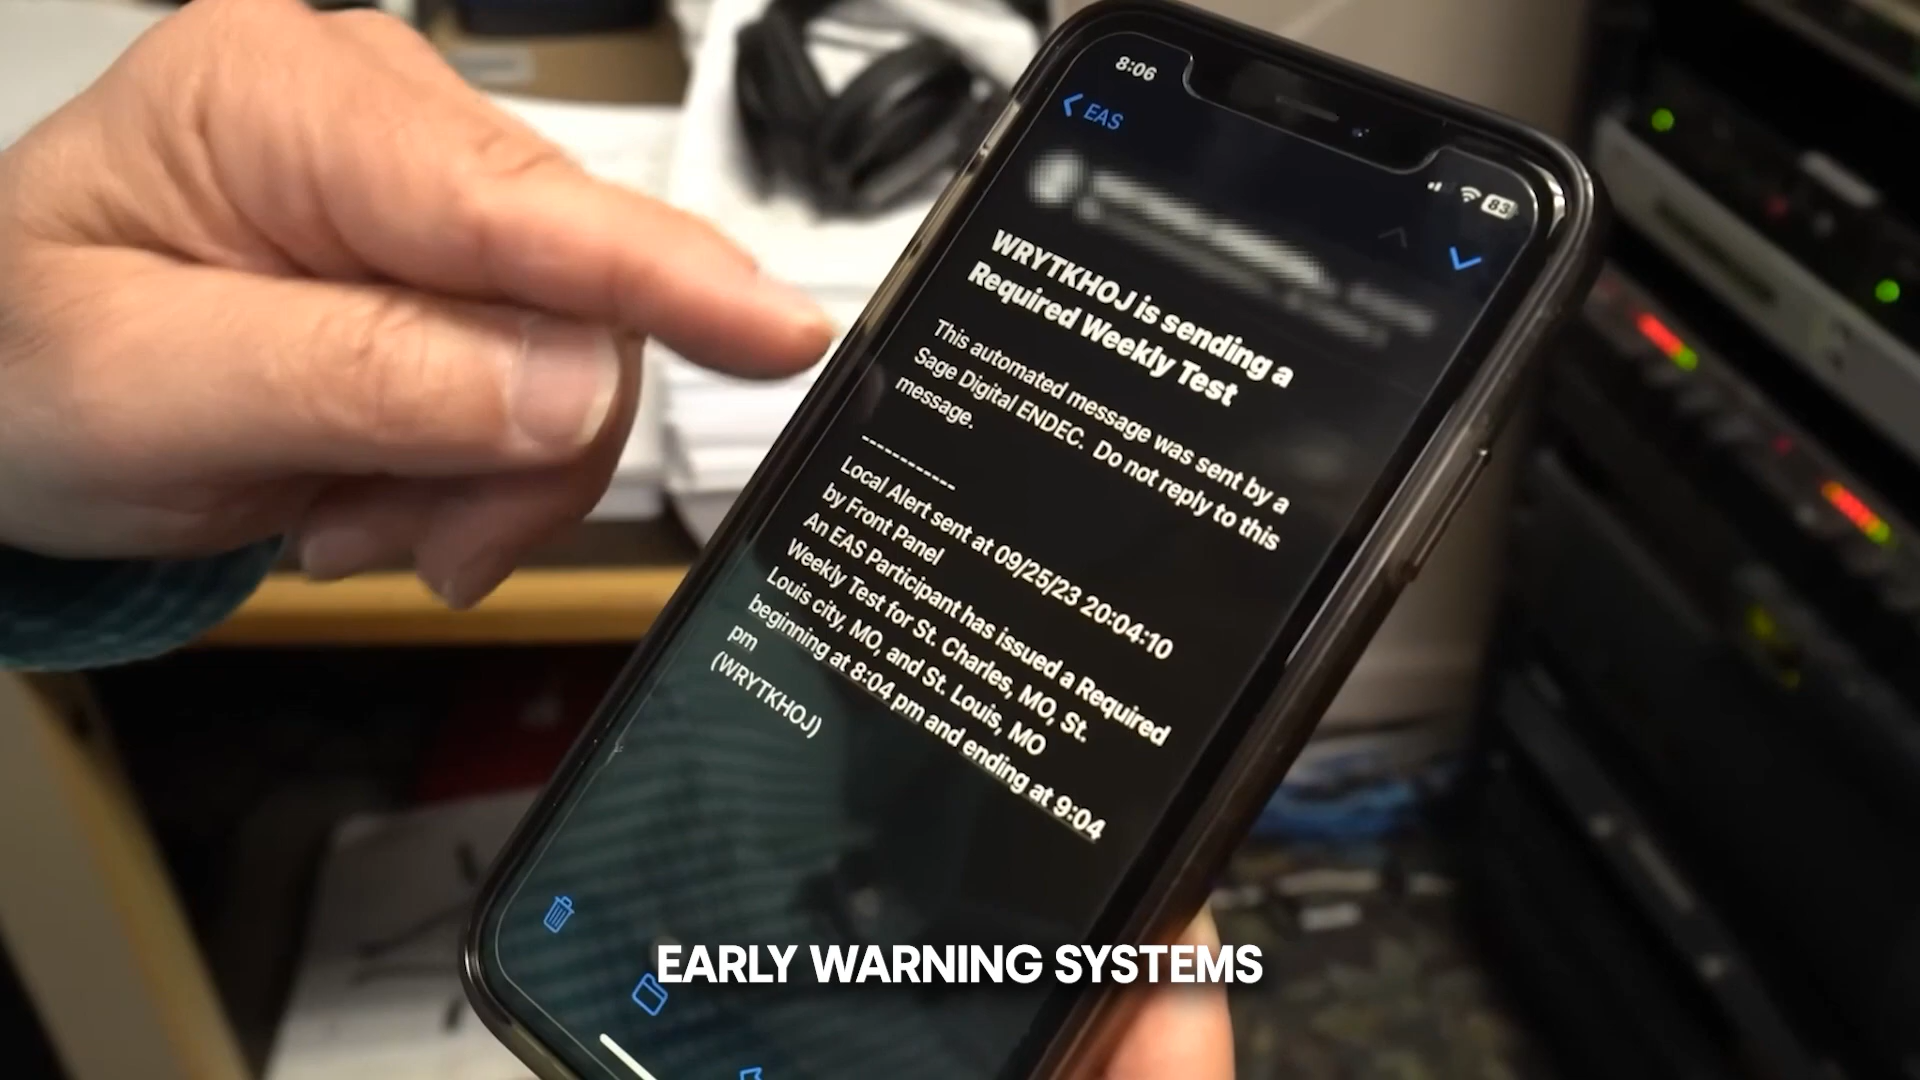 8:06
83
EAS
WRYTKHOJ is sending a
Required Weekly Test
This automated message was sent by a
Sage Digital ENDEC. Do not reply to this
message.
-----------
Local Alert sent at 09/25/23 20:04:10
by Front Panel
An EAS Participant has issued a Required
Weekly Test for St. Charles, MO, St.
Louis city, MO, and St. Louis, MO
beginning at 8:04 pm and ending at 9:04
pm
(WRYTKHOJ)
EARLY WARNING SYSTEMS